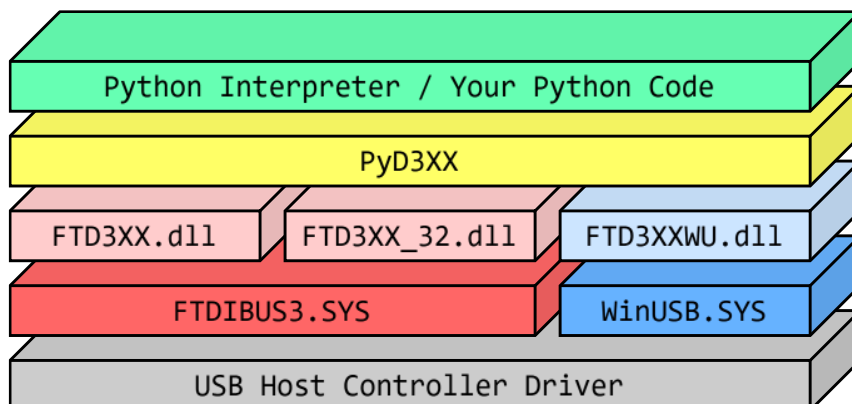 Python Interpreter / Your Python Code
PyD3XX
FTD3XX.dll FTD3XX_32.dll FTD3XXWU.dll
FTDIBUS3.SYS WinUSB.SYS
USB Host Controller Driver